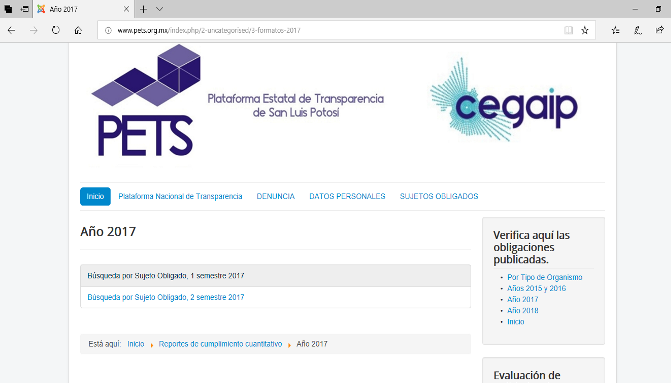 Año 2017
www.pets.org.mx/index.php/2-uncategorised/3-formatos-2017
PETS
Plataforma Estatal de Transparencia
de San Luis Potosí
cegaip
Inicio
Plataforma Nacional de Transparencia
DENUNCIA
DATOS PERSONALES
SUJETOS OBLIGADOS
Año 2017
Búsqueda por Sujeto Obligado, 1 semestre 2017
Búsqueda por Sujeto Obligado, 2 semestre 2017
Está aquí: Inicio Reportes de cumplimiento cuantitativo Año 2017
Verifica aquí las
obligaciones
publicadas.
Por Tipo de Organismo
Años 2015 y 2016
Año 2017
Año 2018
Inicio
Evaluación de